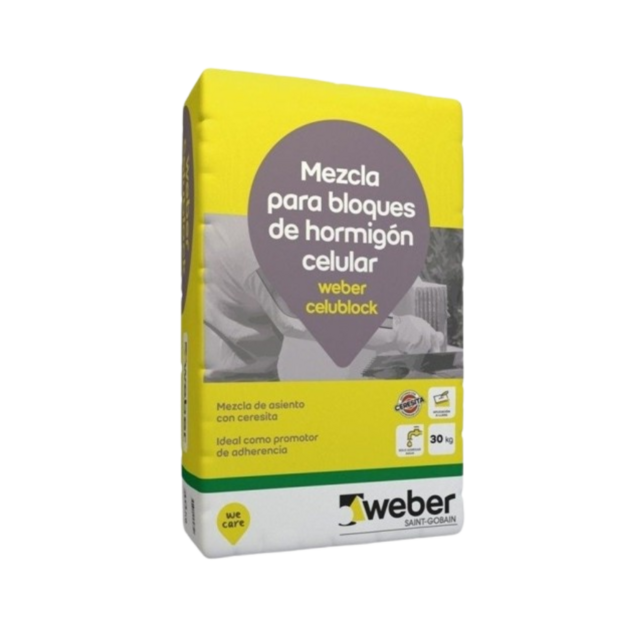 Mezcla
para bloques
de hormigón
celular
weber
celublock
Mezcla de asiento
con ceresita
Ideal como promotor
de adherencia
CERESITA
30 kg
we
care
weber
SAINT-GOBAIN